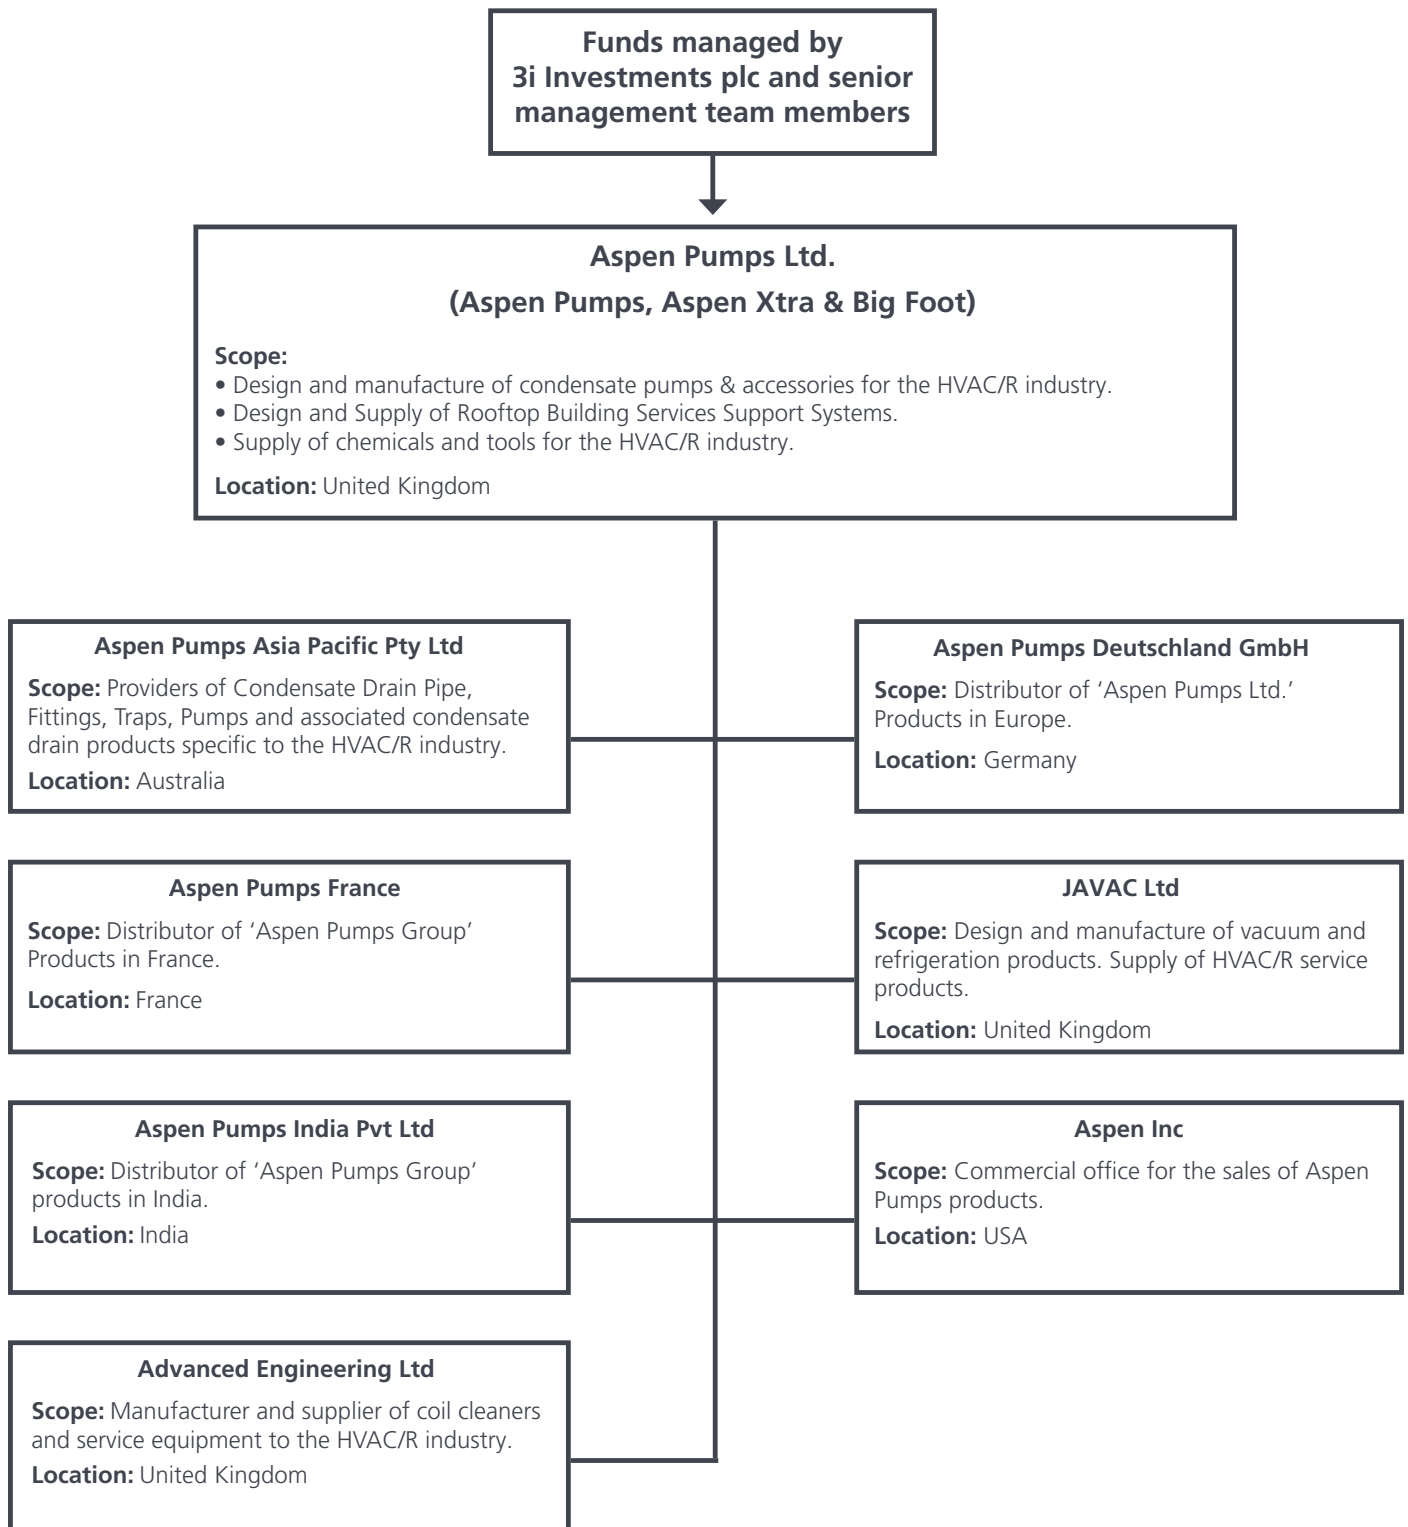 Funds managed by
3i Investments plc and senior
management team members
Aspen Pumps Ltd.
(Aspen Pumps, Aspen Xtra & Big Foot)
Scope:
• Design and manufacture of condensate pumps & accessories for the HVAC/R industry.
• Design and Supply of Rooftop Building Services Support Systems.
• Supply of chemicals and tools for the HVAC/R industry.
Location: United Kingdom
Aspen Pumps Asia Pacific Pty Ltd
Scope: Providers of Condensate Drain Pipe,
Fittings, Traps, Pumps and associated condensate
drain products specific to the HVAC/R industry.
Location: Australia
Aspen Pumps Deutschland GmbH
Scope: Distributor of ‘Aspen Pumps Ltd.’
Products in Europe.
Location: Germany
Aspen Pumps France
Scope: Distributor of ‘Aspen Pumps Group’
Products in France.
Location: France
JAVAC Ltd
Scope: Design and manufacture of vacuum and
refrigeration products. Supply of HVAC/R service
products.
Location: United Kingdom
Aspen Pumps India Pvt Ltd
Scope: Distributor of ‘Aspen Pumps Group’
products in India.
Location: India
Aspen Inc
Scope: Commercial office for the sales of Aspen
Pumps products.
Location: USA
Advanced Engineering Ltd
Scope: Manufacturer and supplier of coil cleaners
and service equipment to the HVAC/R industry.
Location: United Kingdom